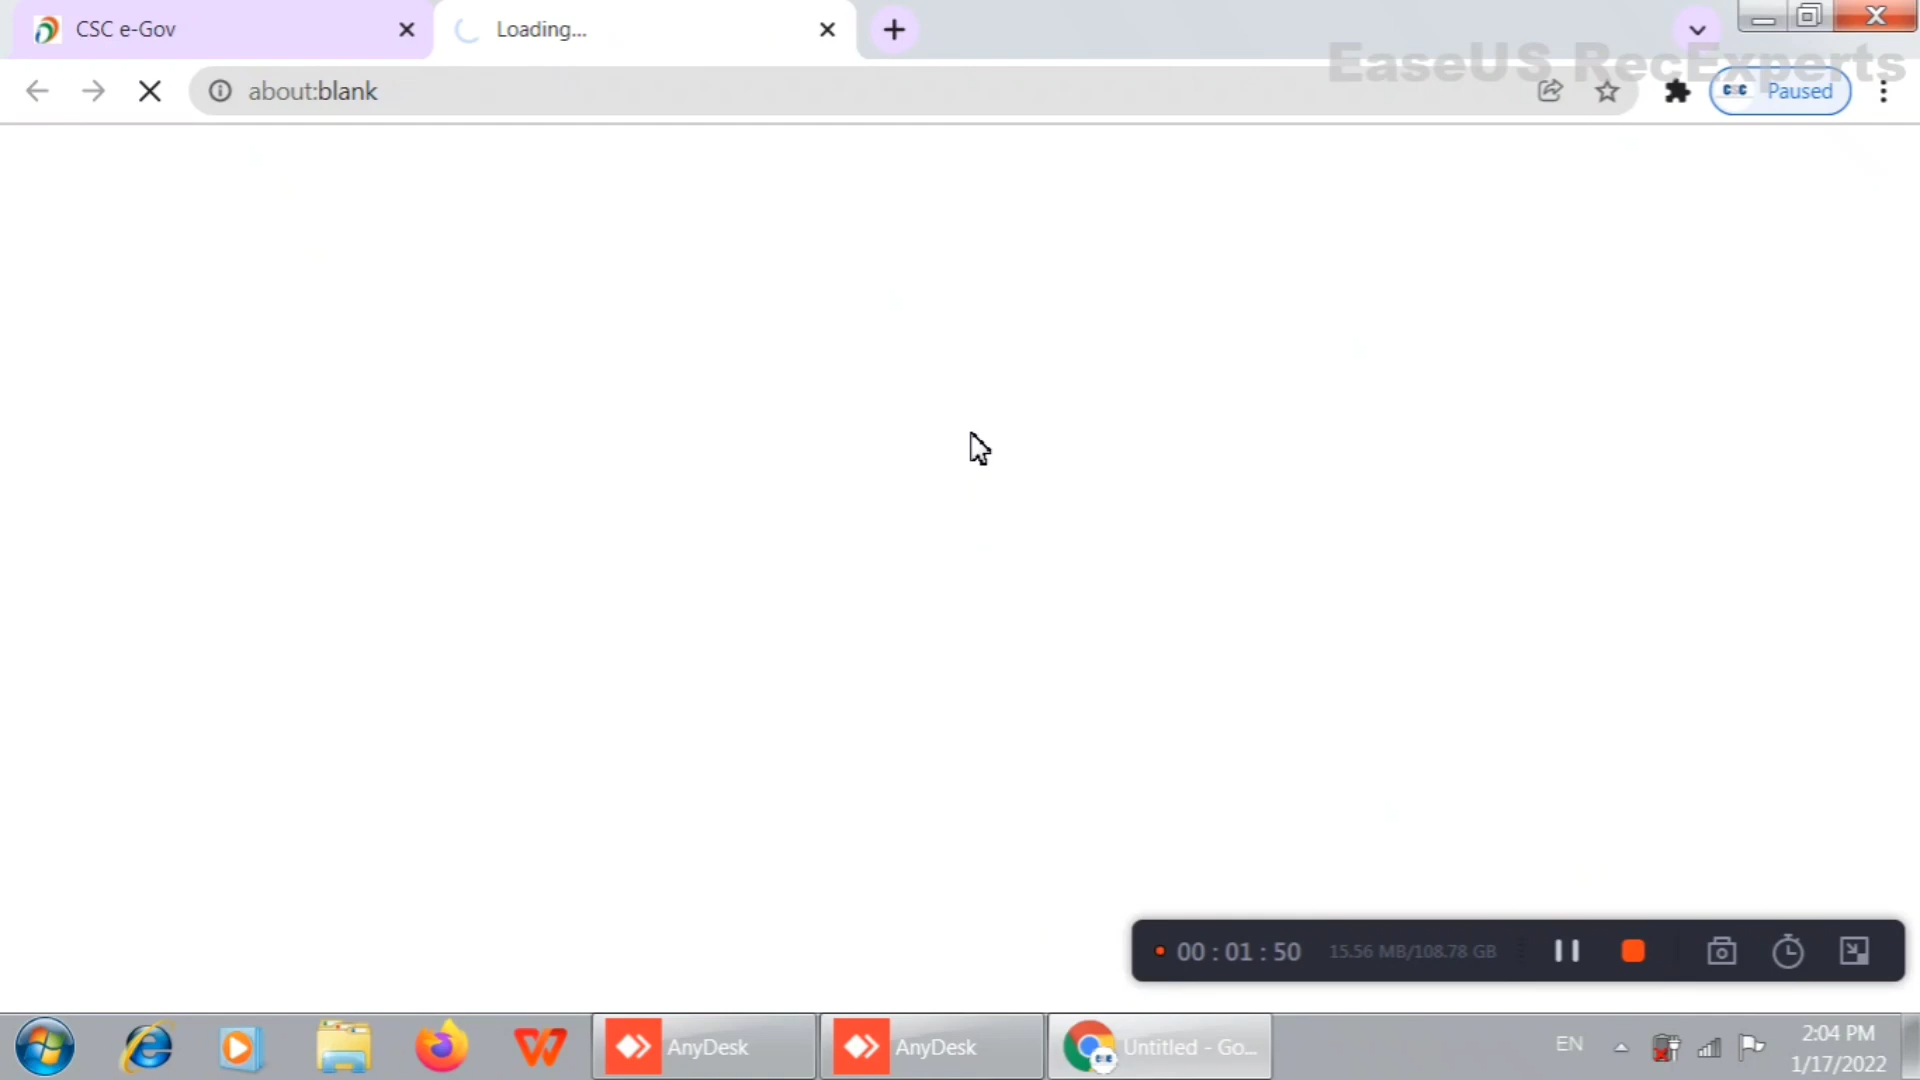 CSC e-Gov
Loading...
EaseUS RecExperts
about:blank
CSC Paused
00 : 01 : 50
15.56 MB/108.78 GB
AnyDesk
AnyDesk
Untitled - Go...
EN
2:04 PM
1/17/2022